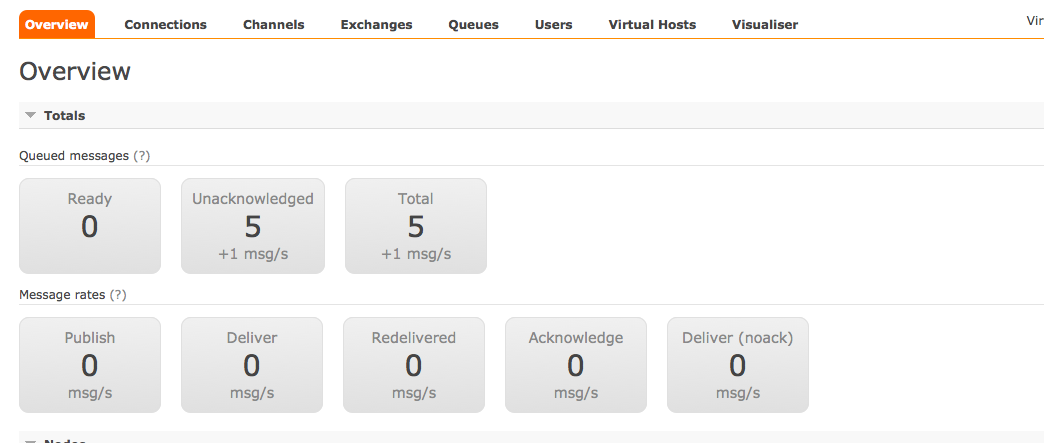 Overview Connections Channels Exchanges Queues Users Virtual Hosts Visualiser
Overview
Totals
Queued messages (?)
Ready Unacknowledged Total
0 5 5
+1 msg/s +1 msg/s
Message rates (?)
Publish Deliver Redelivered Acknowledge Deliver (noack)
0 0 0 0 0
msg/s msg/s msg/s msg/s msg/s